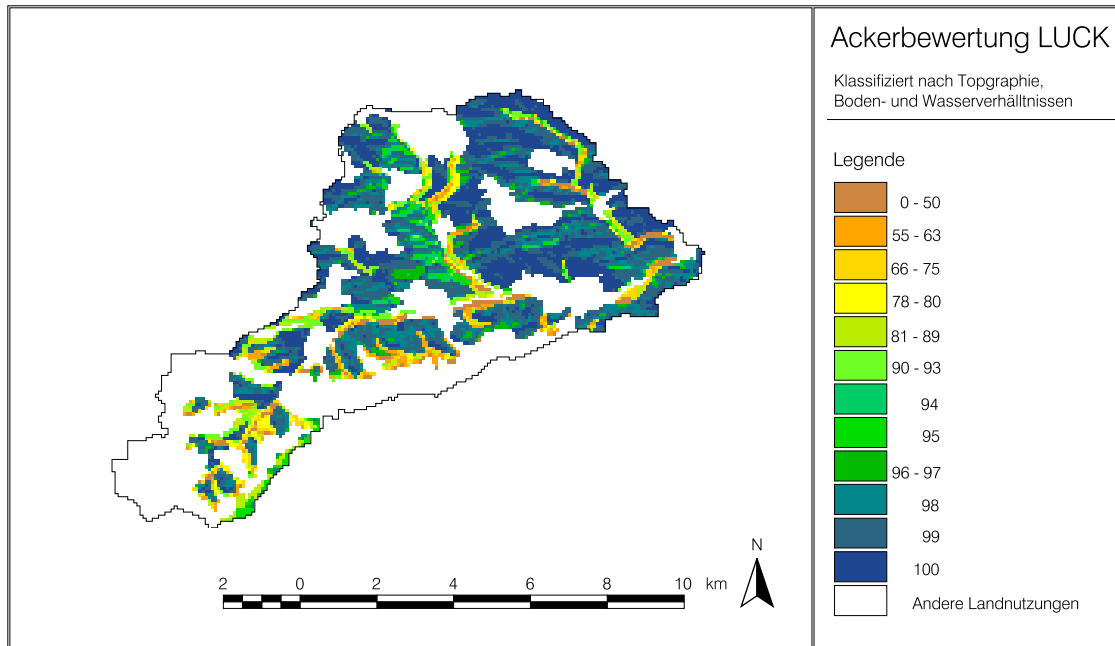 Ackerbewertung LUCK
Klassifiziert nach Topgraphie,
Boden- und Wasserverhälltnissen
Legende
0 - 50
55 - 63
66 - 75
78 - 80
81 - 89
90 - 93
94
95
96 - 97
98
99
100
Andere Landnutzungen
2 0 2 4 6 8 10 km
N